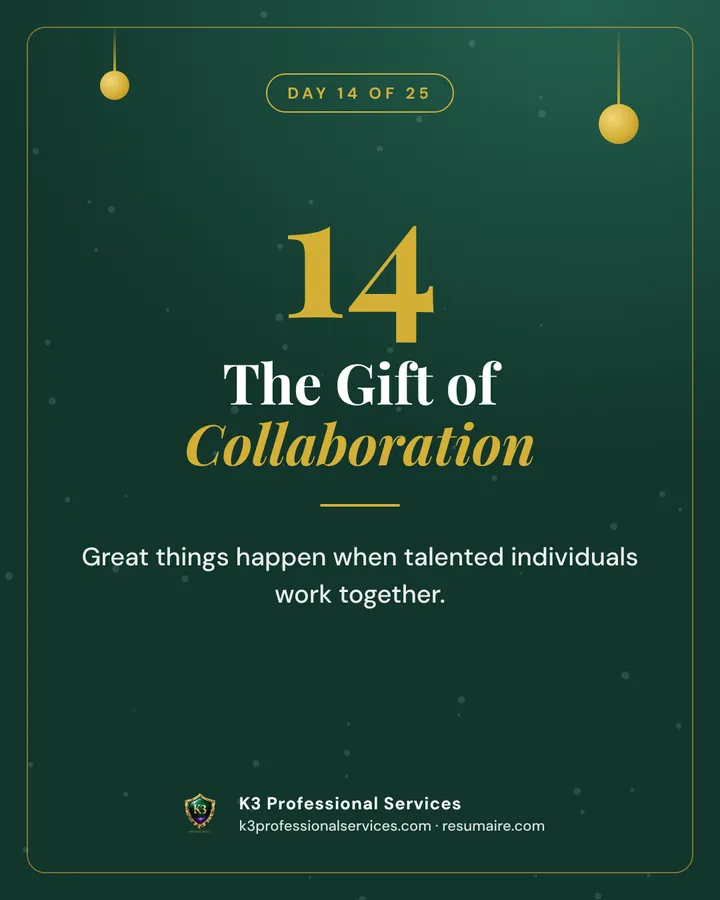 DAY 14 OF 25
14
The Gift of
Collaboration
Great things happen when talented individuals
work together.
K3
K3 Professional Services
k3professionalservices.com · resumaire.com